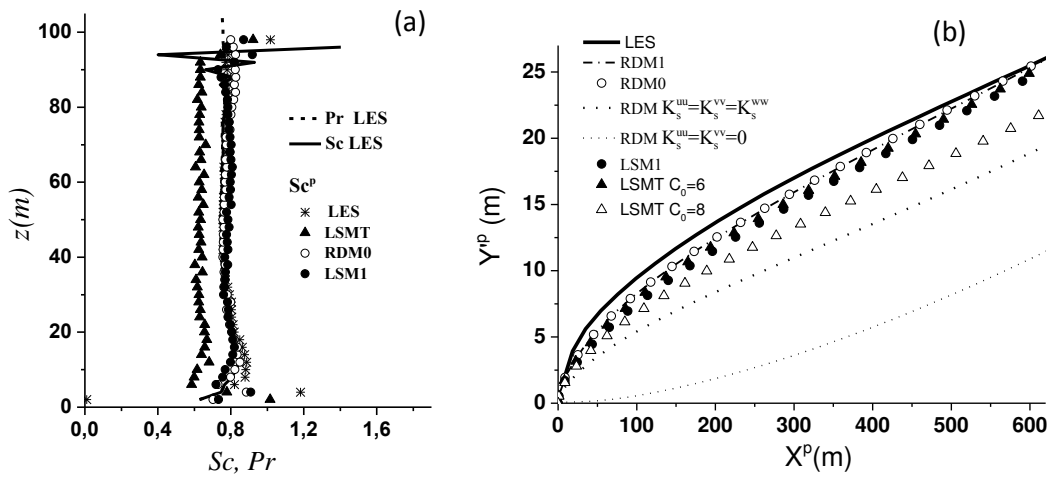 (a)
100
80
60
40
20
0
z(m)
0,0 0,4 0,8 1,2 1,6
Sc, Pr
Pr LES
Sc LES
Sc^p
LES
LSMT
RDM0
LSM1
(b)
25
20
15
10
5
0
Y'^p (m)
0 100 200 300 400 500 600
X^p(m)
LES
RDM1
RDM0
RDM K_s^uu=K_s^vv=K_s^ww
RDM K_s^uu=K_s^vv=0
LSM1
LSMT C_0=6
LSMT C_0=8